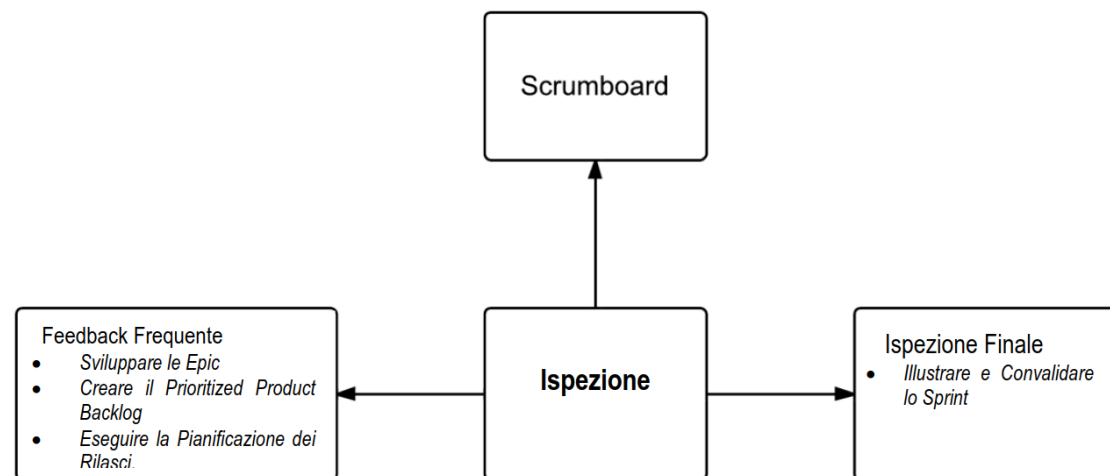 Scrumboard
Feedback Frequente
• Sviluppare le Epic
• Creare il Prioritized Product
Backlog
• Eseguire la Pianificazione dei
Rilasci.
Ispezione
Ispezione Finale
• Illustrare e Convalidare
lo Sprint